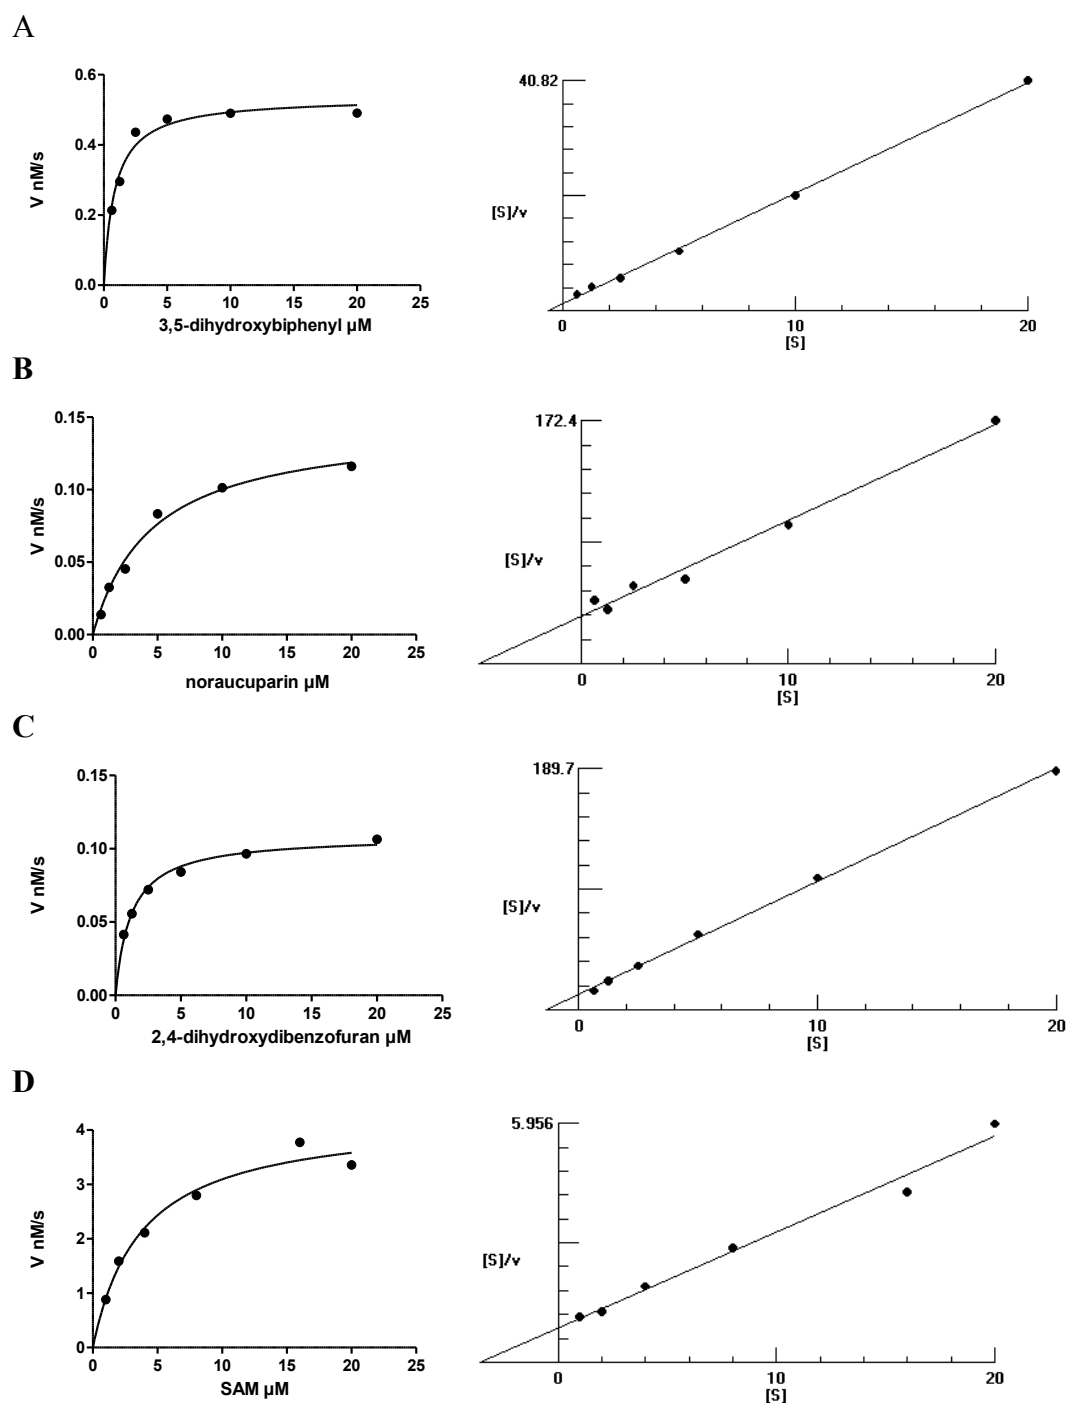 A
0.6
0.4
0.2
0.0
V nM/s
0 5 10 15 20 25
3,5-dihydroxybiphenyl µM
40.82
[S]/v
0 10 20
[S]
B
0.15
0.10
0.05
0.00
V nM/s
0 5 10 15 20 25
noraucuparin µM
172.4
[S]/v
0 10 20
[S]
C
0.15
0.10
0.05
0.00
V nM/s
0 5 10 15 20 25
2,4-dihydroxydibenzofuran µM
189.7
[S]/v
0 10 20
[S]
D
4
3
2
1
0
V nM/s
0 5 10 15 20 25
SAM µM
5.956
[S]/v
0 10 20
[S]